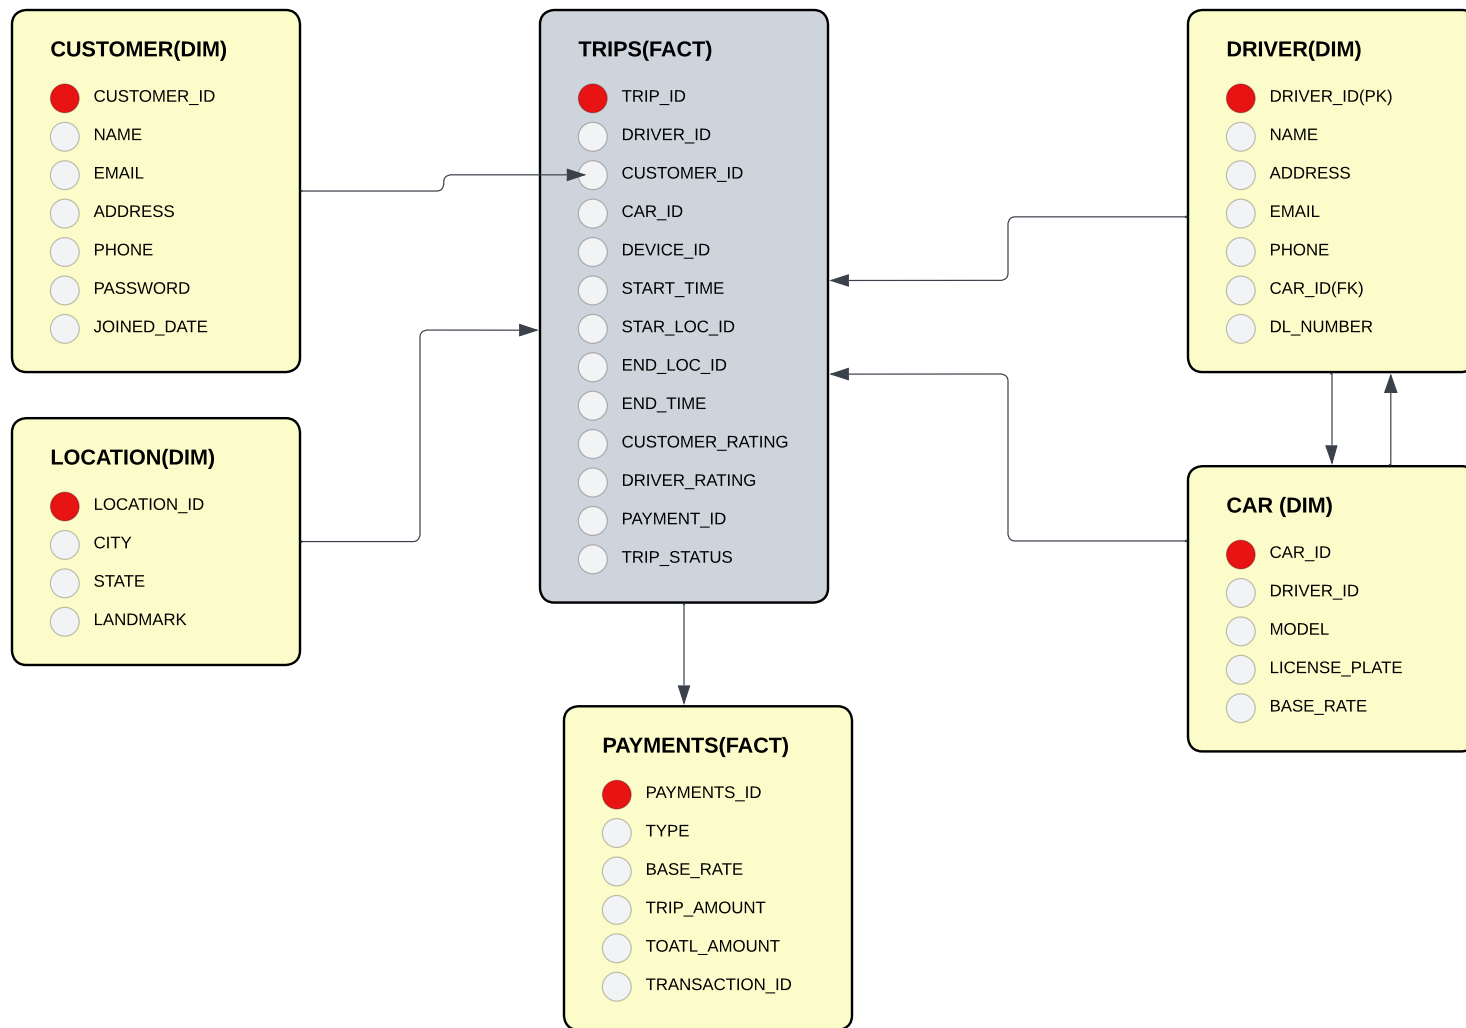 CUSTOMER(DIM)
CUSTOMER_ID
NAME
EMAIL
ADDRESS
PHONE
PASSWORD
JOINED_DATE
LOCATION(DIM)
LOCATION_ID
CITY
STATE
LANDMARK
TRIPS(FACT)
TRIP_ID
DRIVER_ID
CUSTOMER_ID
CAR_ID
DEVICE_ID
START_TIME
STAR_LOC_ID
END_LOC_ID
END_TIME
CUSTOMER_RATING
DRIVER_RATING
PAYMENT_ID
TRIP_STATUS
PAYMENTS(FACT)
PAYMENTS_ID
TYPE
BASE_RATE
TRIP_AMOUNT
TOATL_AMOUNT
TRANSACTION_ID
DRIVER(DIM)
DRIVER_ID(PK)
NAME
ADDRESS
EMAIL
PHONE
CAR_ID(FK)
DL_NUMBER
CAR (DIM)
CAR_ID
DRIVER_ID
MODEL
LICENSE_PLATE
BASE_RATE